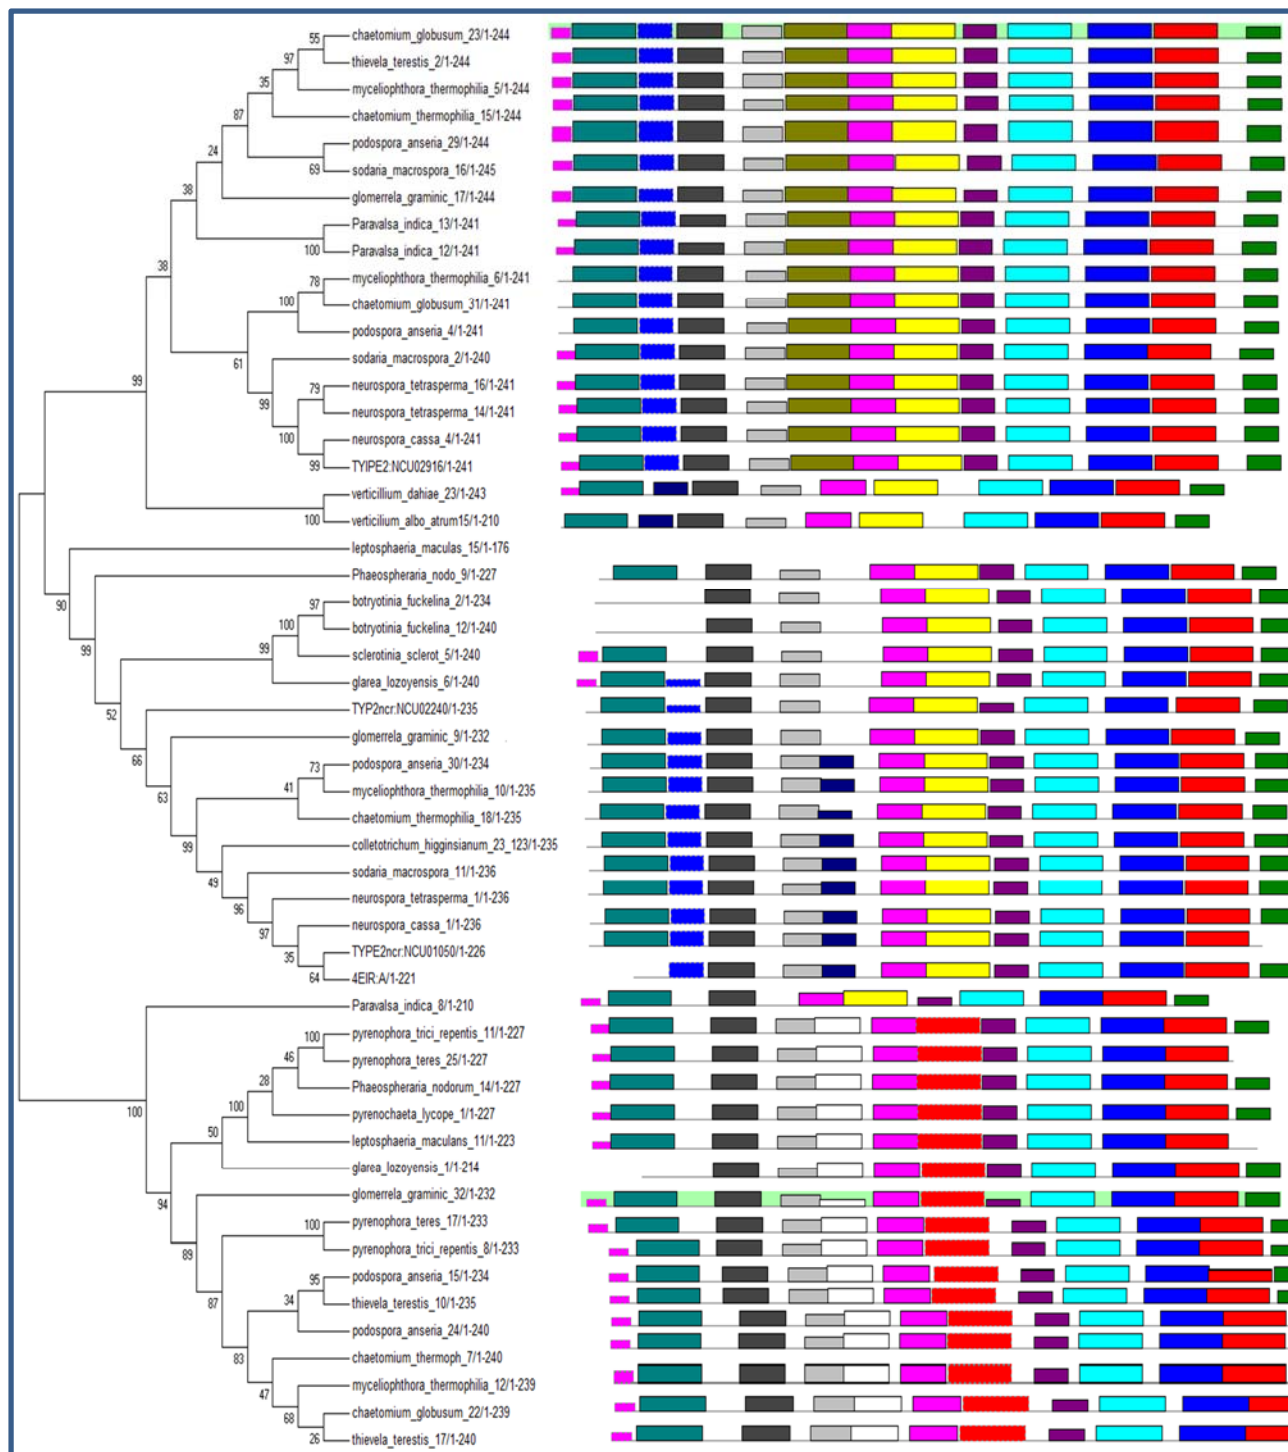 chaetomium_globusum_23/1-244
55
thievela_terestis_2/1-244
97
35
myceliophthora_thermophilia_5/1-244
87
chaetomium_thermophilia_15/1-244
podospora_anseria_29/1-244
24
69
sodaria_macrospora_16/1-245
38
glomerrela_graminic_17/1-244
Paravalsa_indica_13/1-241
100
Paravalsa_indica_12/1-241
38
myceliophthora_thermophilia_6/1-241
78
100
chaetomium_globusum_31/1-241
podospora_anseria_4/1-241
61
sodaria_macrospora_2/1-240
99
79
neurospora_tetrasperma_16/1-241
99
neurospora_tetrasperma_14/1-241
100
neurospora_cassa_4/1-241
99
TYIPE2:NCU02916/1-241
verticillium_dahiae_23/1-243
100
verticilium_albo_atrum15/1-210
leptosphaeria_maculas_15/1-176
Phaeospheraria_nodo_9/1-227
90
97
botryotinia_fuckelina_2/1-234
100
botryotinia_fuckelina_12/1-240
99
99
sclerotinia_sclerot_5/1-240
glarea_lozoyensis_6/1-240
52
TYP2ncr:NCU02240/1-235
66
glomerrela_graminic_9/1-232
63
73
podospora_anseria_30/1-234
41
myceliophthora_thermophilia_10/1-235
chaetomium_thermophilia_18/1-235
99
colletotrichum_higginsianum_23_123/1-235
49
sodaria_macrospora_11/1-236
96
neurospora_tetrasperma_1/1-236
97
neurospora_cassa_1/1-236
35
TYPE2ncr:NCU01050/1-226
64
4EIR:A/1-221
Paravalsa_indica_8/1-210
100
pyrenophora_trici_repentis_11/1-227
100
46
pyrenophora_teres_25/1-227
28
Phaeospheraria_nodorum_14/1-227
100
pyrenochaeta_lycope_1/1-227
50
leptosphaeria_maculans_11/1-223
glarea_lozoyensis_1/1-214
94
glomerrela_graminic_32/1-232
89
pyrenophora_teres_17/1-233
100
pyrenophora_trici_repentis_8/1-233
87
podospora_anseria_15/1-234
95
34
thievela_terestis_10/1-235
podospora_anseria_24/1-240
83
chaetomium_thermoph_7/1-240
47
myceliophthora_thermophilia_12/1-239
68
chaetomium_globusum_22/1-239
26
thievela_terestis_17/1-240